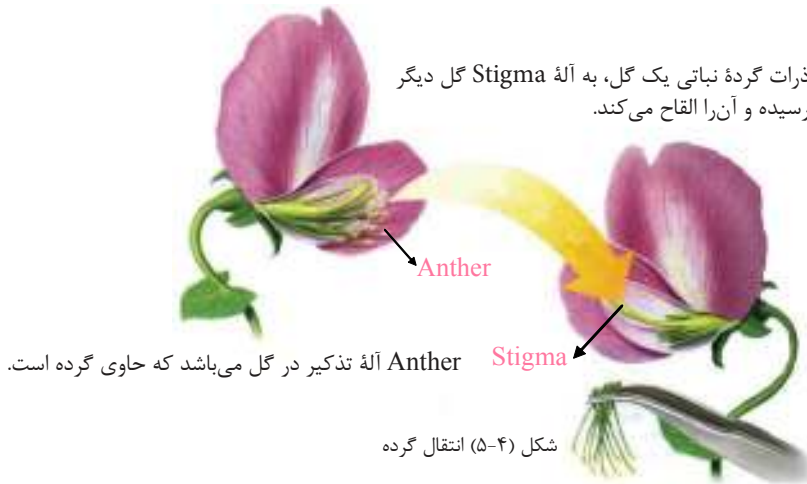 ذرات گردهٔ نباتی یک گل، به آلهٔ Stigma گل دیگر
رسیده و آن‌را القاح می‌کند.
Anther
Stigma
Anther آلهٔ تذکیر در گل می‌باشد که حاوی گرده است.
شکل (۴-۵) انتقال گرده